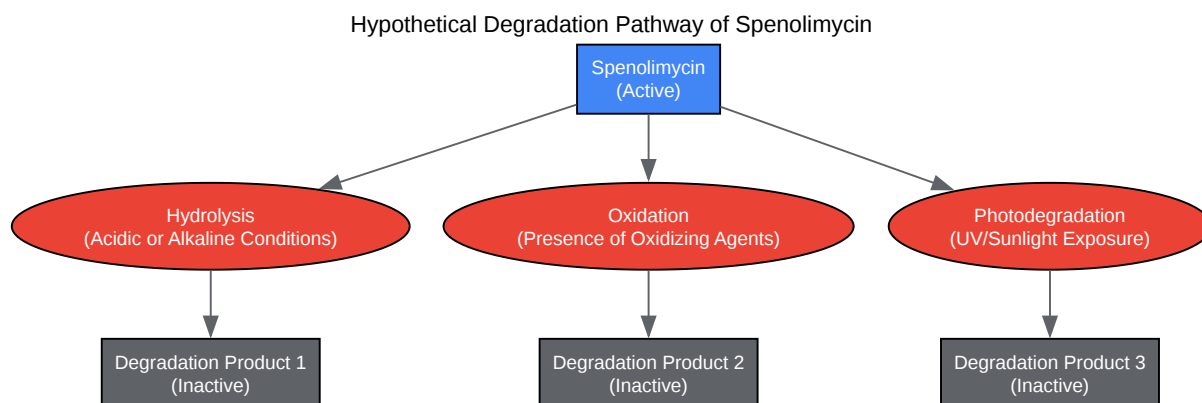 Hypothetical Degradation Pathway of Spenolimycin
Spenolimycin
(Active)
Hydrolysis
(Acidic or Alkaline Conditions)
Oxidation
(Presence of Oxidizing Agents)
Photodegradation
(UV/Sunlight Exposure)
Degradation Product 1
(Inactive)
Degradation Product 2
(Inactive)
Degradation Product 3
(Inactive)